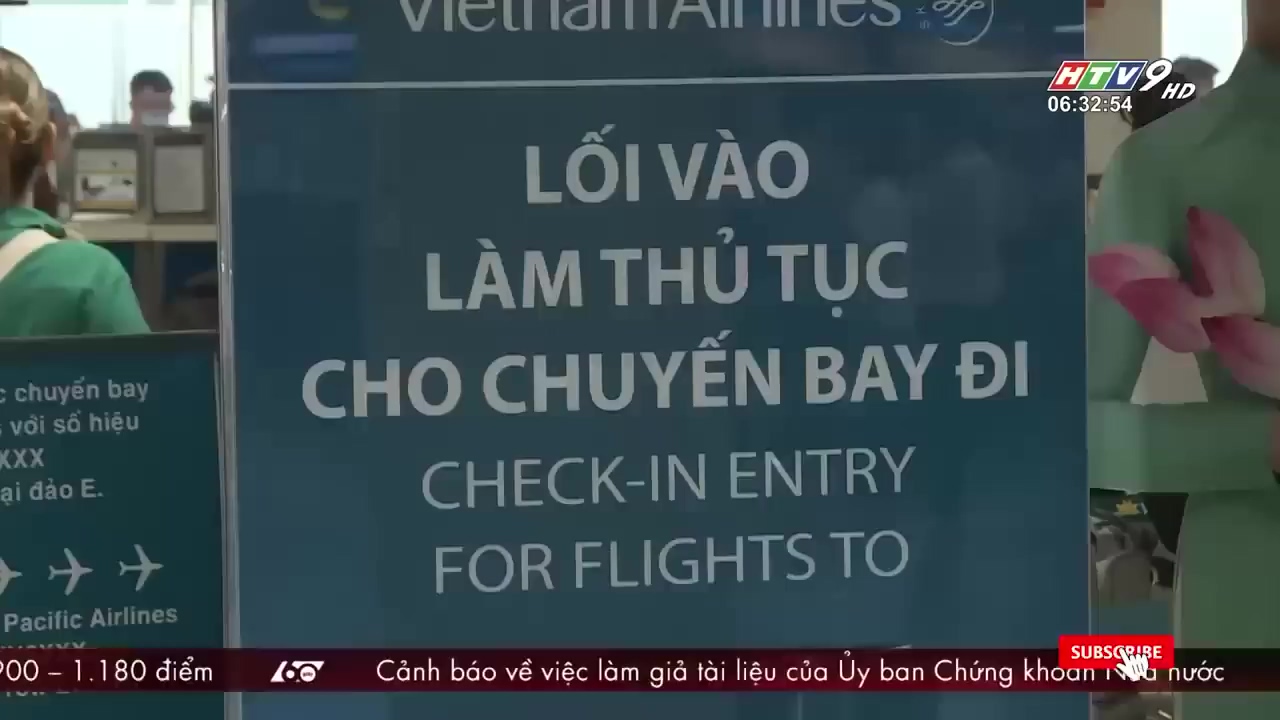 Vietnam Airlines
HTV9 HD
06:32:54
LỐI VÀO
LÀM THỦ TỤC
CHO CHUYẾN BAY ĐI
CHECK-IN ENTRY
FOR FLIGHTS TO
chuyến bay
với số hiệu
XXX
đảo E.
Pacific Airlines
SUBSCRIBE
900 – 1.180 điểm
60 Cảnh báo về việc làm giả tài liệu của Ủy ban Chứng khoán nước